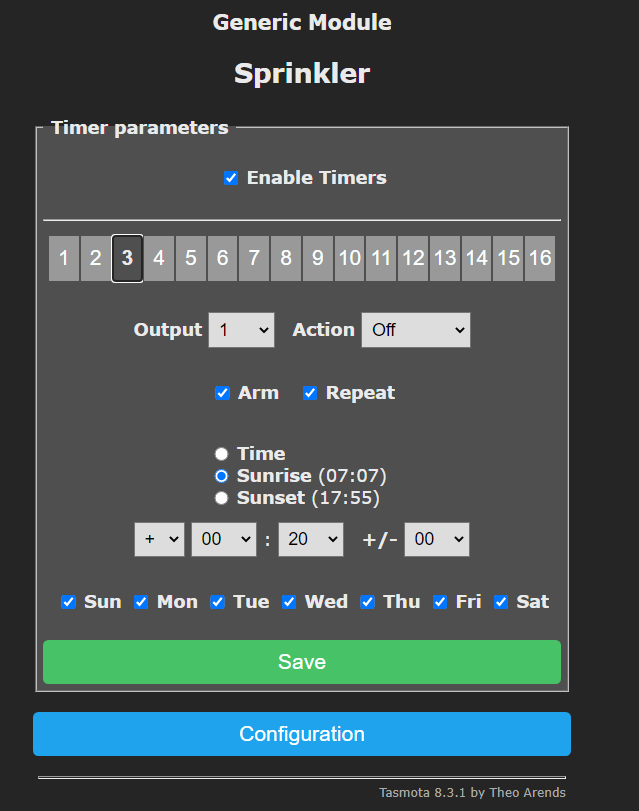 Generic Module
Sprinkler
Timer parameters
Enable Timers
1 2 3 4 5 6 7 8 9 10 11 12 13 14 15 16
Output 1 Action Off
Arm Repeat
Time
Sunrise (07:07)
Sunset (17:55)
+ 00 : 20 +/- 00
Sun Mon Tue Wed Thu Fri Sat
Save
Configuration
Tasmota 8.3.1 by Theo Arends